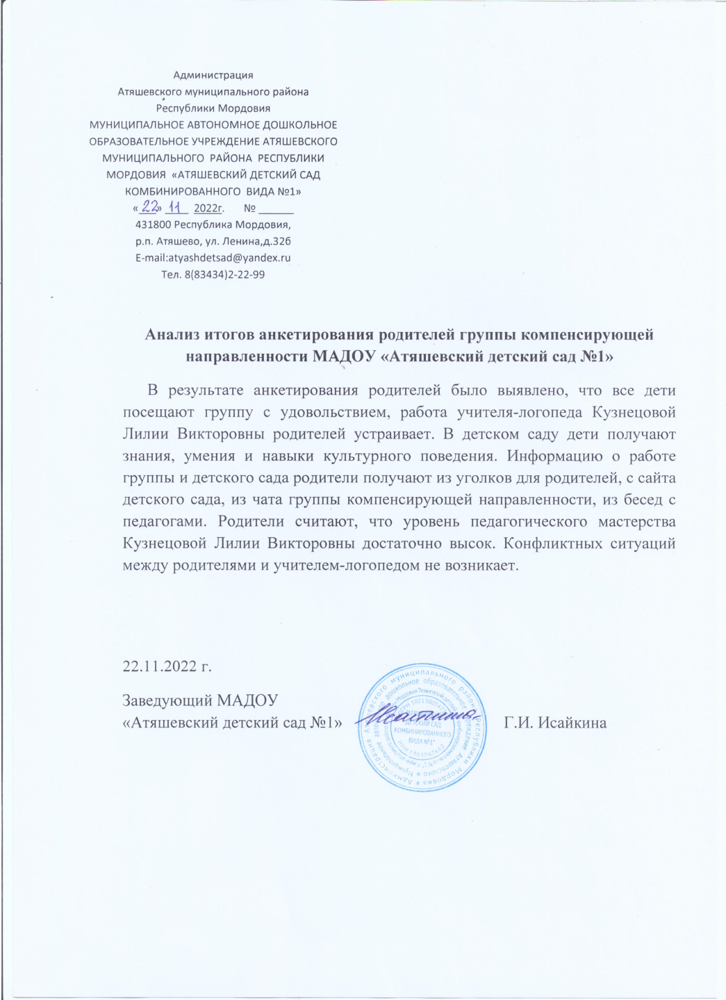 Администрация
Атяшевского муниципального района
Республики Мордовия
МУНИЦИПАЛЬНОЕ АВТОНОМНОЕ ДОШКОЛЬНОЕ
ОБРАЗОВАТЕЛЬНОЕ УЧРЕЖДЕНИЕ АТЯШЕВСКОГО
МУНИЦИПАЛЬНОГО РАЙОНА РЕСПУБЛИКИ
МОРДОВИЯ «АТЯШЕВСКИЙ ДЕТСКИЙ САД
КОМБИНИРОВАННОГО ВИДА №1»
«22» 11 2022г. № ______
431800 Республика Мордовия,
р.п. Атяшево, ул. Ленина,д.32б
E-mail:atyashdetsad@yandex.ru
Тел. 8(83434)2-22-99
Анализ итогов анкетирования родителей группы компенсирующей
направленности МАДОУ «Атяшевский детский сад №1»
В результате анкетирования родителей было выявлено, что все дети
посещают группу с удовольствием, работа учителя-логопеда Кузнецовой
Лилии Викторовны родителей устраивает. В детском саду дети получают
знания, умения и навыки культурного поведения. Информацию о работе
группы и детского сада родители получают из уголков для родителей, с сайта
детского сада, из чата группы компенсирующей направленности, из бесед с
педагогами. Родители считают, что уровень педагогического мастерства
Кузнецовой Лилии Викторовны достаточно высок. Конфликтных ситуаций
между родителями и учителем-логопедом не возникает.
22.11.2022 г.
Заведующий МАДОУ
«Атяшевский детский сад №1»
Г.И. Исайкина
Администрация Атяшевского муниципального района Республики Мордовия
ДЕТСКИЙ САД
КОМБИНИРОВАННОГО
ВИДА №1"